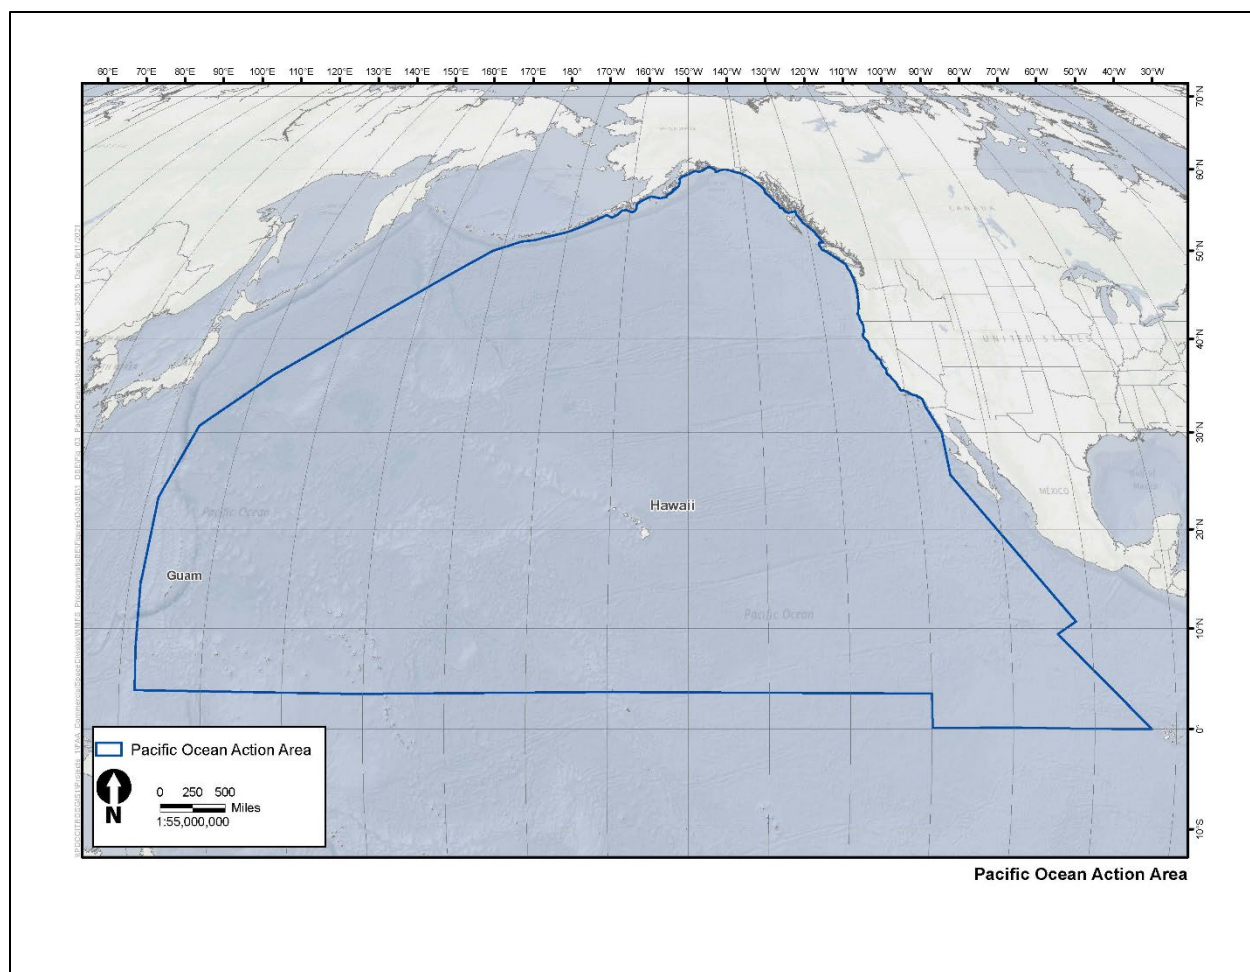 60°E 70°E 80°E 90°E 100°E 110°E 120°E 130°E 140°E 150°E 160°E 170°E 180° 170°W 160°W 150°W 140°W 130°W 120°W 110°W 100°W 90°W 80°W 70°W 60°W 50°W 40°W 30°W
70°N
60°N
CANADA
50°N
UNITED STATES
40°N
30°N
MÉXICO
Hawaii
Pacific Ocean
20°N
Guam
Pacific Ocean
10°N
0°
10°S
Pacific Ocean Action Area
N
0 250 500
Miles
1:55,000,000
Pacific Ocean Action Area